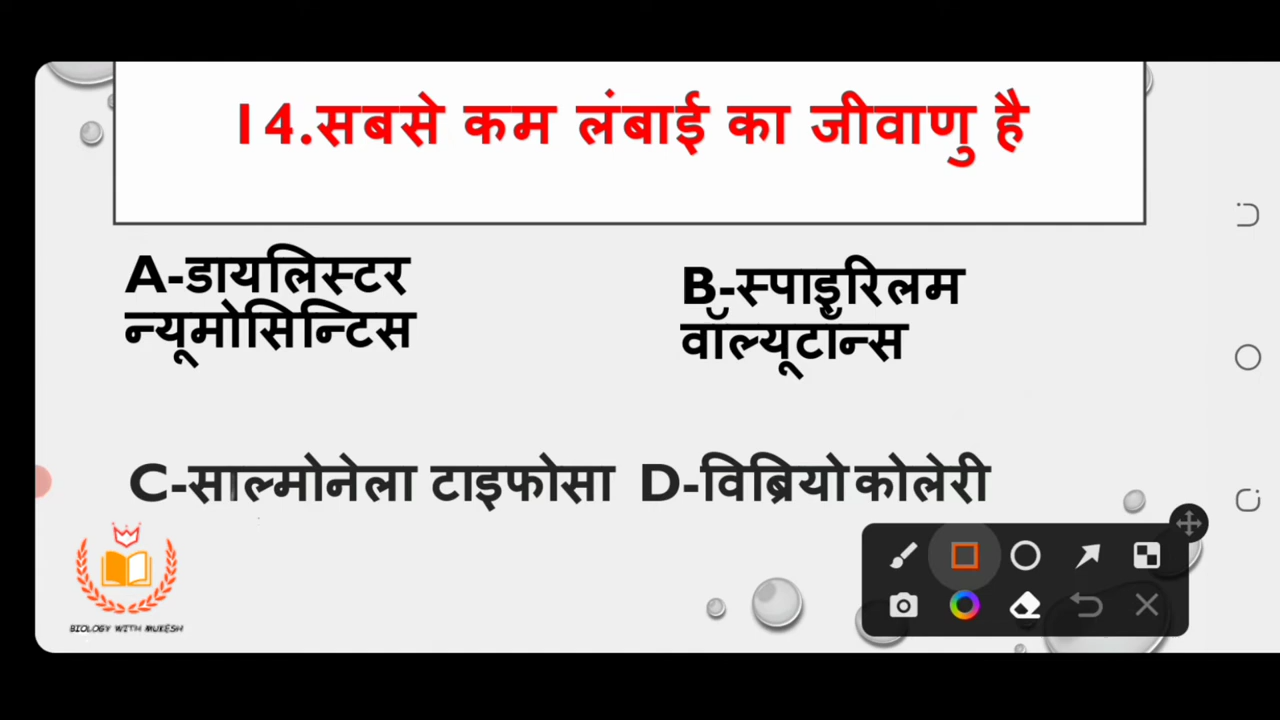 14.सबसे कम लंबाई का जीवाणु है
A-डायलिस्टर
न्यूमोसिन्टिस
B-स्पाइरिलम
वॉल्यूटॉन्स
C-साल्मोनेला टाइफोसा
D-विब्रियो कोलेरी
BIOLOGY WITH MUKESH